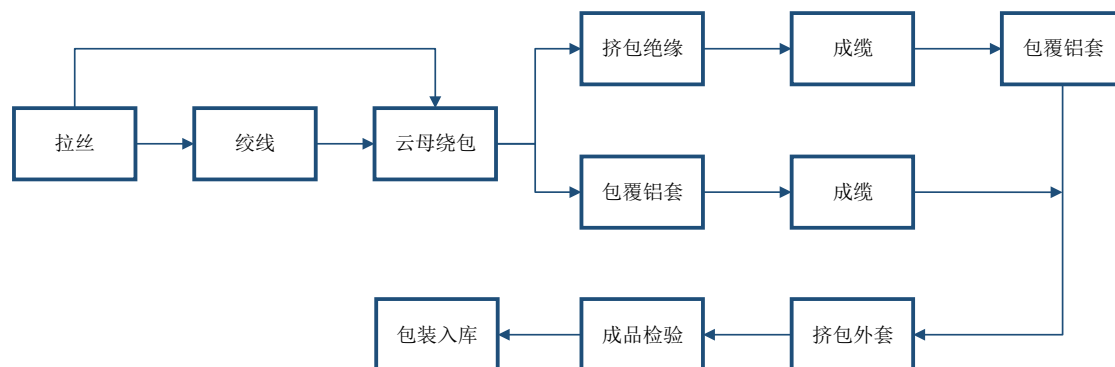 挤包绝缘
成缆
包覆铝套
拉丝
绞线
云母绕包
包覆铝套
成缆
包装入库
成品检验
挤包外套